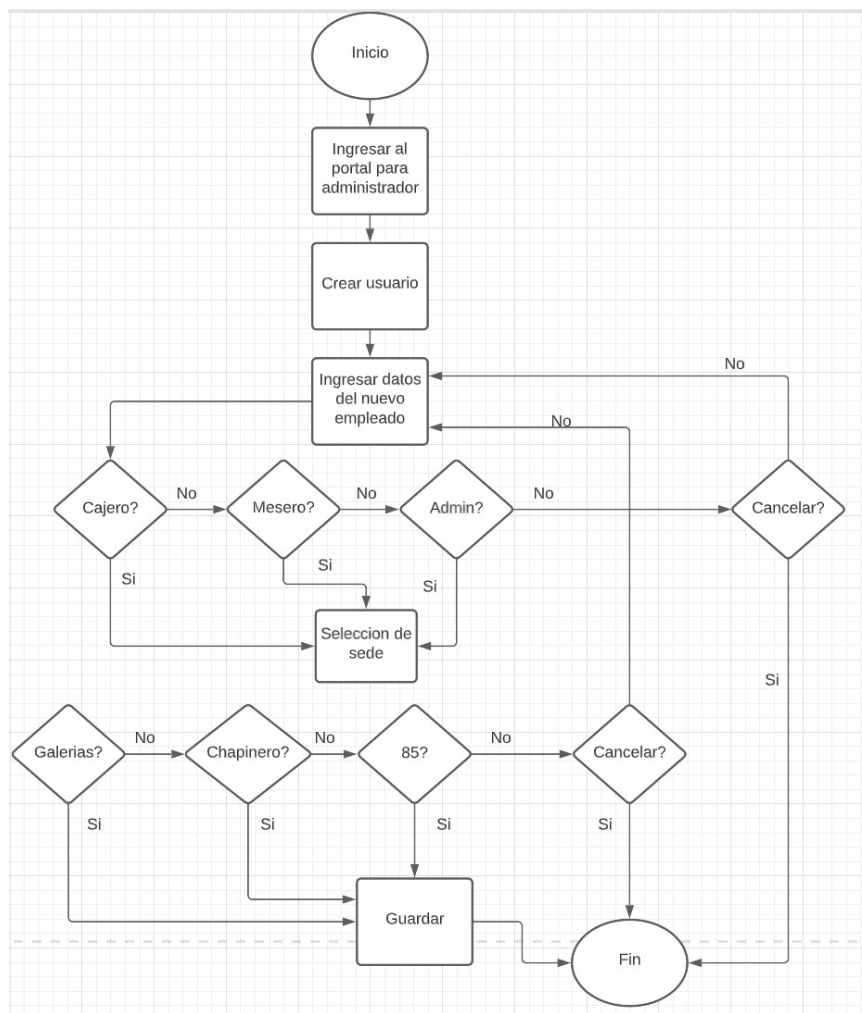 Inicio
Ingresar al
portal para
administrador
Crear usuario
Ingresar datos
del nuevo
empleado
No
No
Cajero?
No
Mesero?
No
Admin?
No
Cancelar?
Si
Si
Si
Seleccion de
sede
Si
Galerias?
No
Chapinero?
No
85?
No
Cancelar?
Si
Si
Si
Si
Guardar
Fin